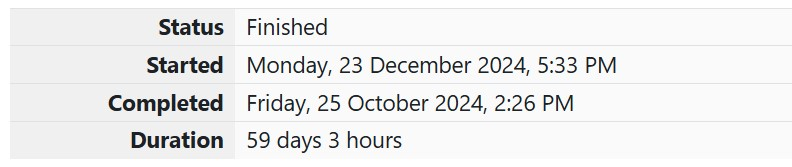 Status Finished
Started Monday, 23 December 2024, 5:33 PM
Completed Friday, 25 October 2024, 2:26 PM
Duration 59 days 3 hours